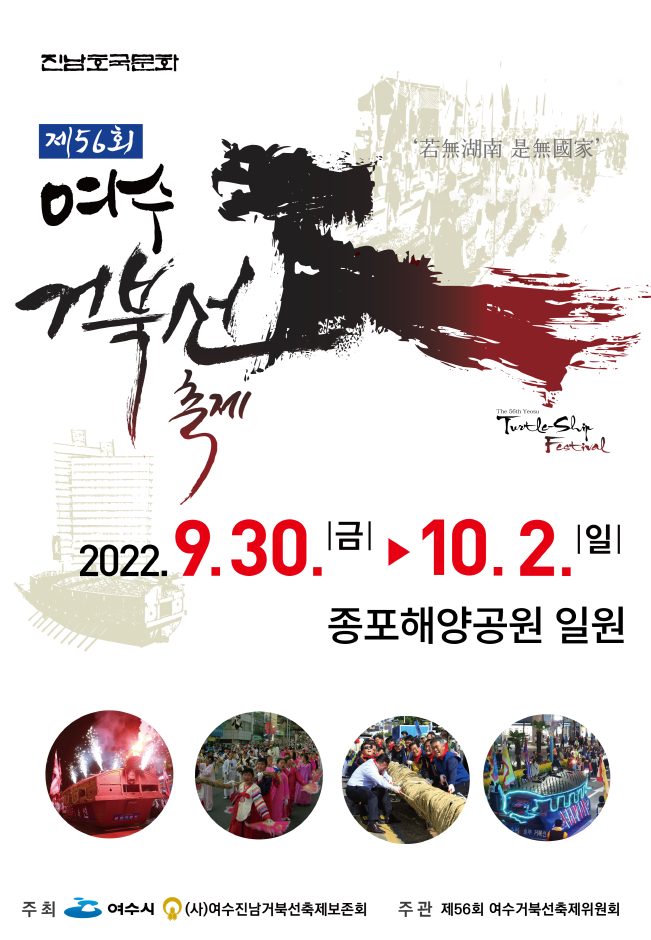 진남호국문화
제56회
여수
거북선
축제
‘若無湖南 是無國家’
The 56th Yeosu
Turtle-Ship
Festival
2022. 9. 30. |금| ▶ 10. 2. |일|
종포해양공원 일원
주최 여수시 (사)여수진남거북선축제보존회 주관 제56회 여수거북선축제위원회